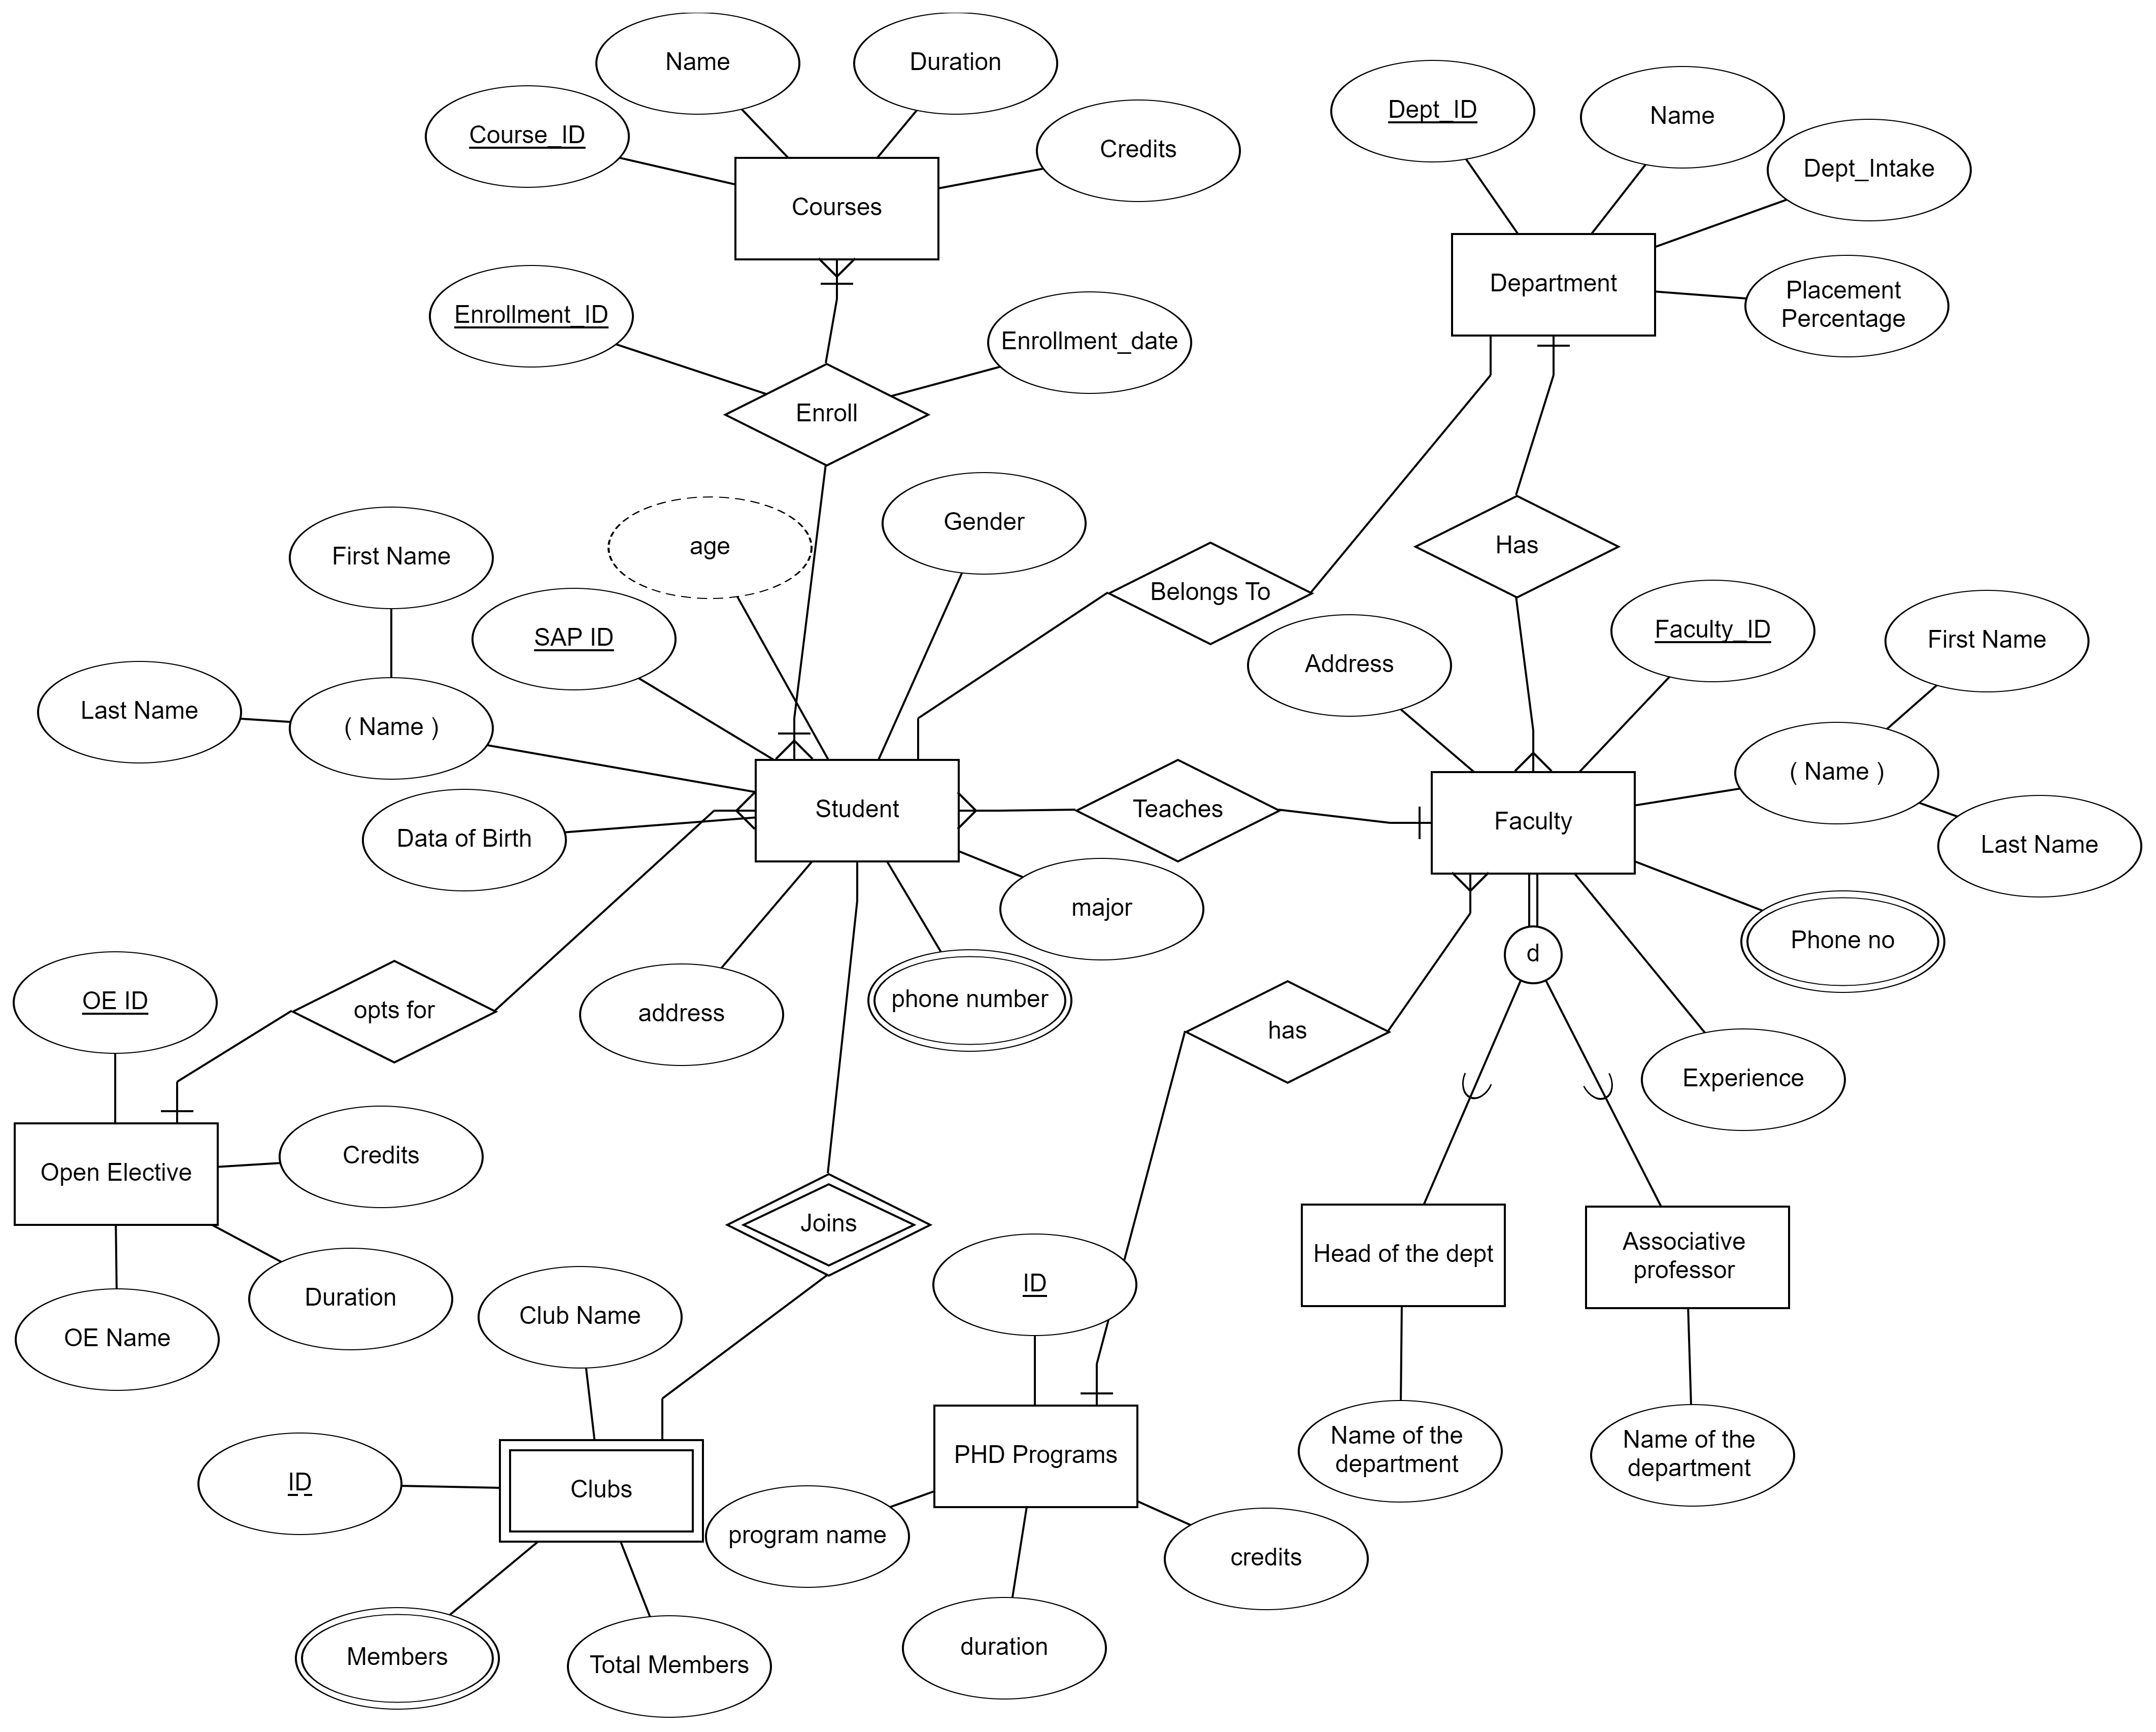 Name
Duration
Course_ID
Credits
Courses
Dept_ID
Name
Dept_Intake
Department
Placement
Percentage
Enrollment_ID
Enrollment_date
Enroll
First Name
age
Gender
SAP ID
Last Name
( Name )
Data of Birth
Student
Belongs To
Has
Address
Faculty_ID
First Name
( Name )
Last Name
Teaches
Faculty
major
Phone no
d
OE ID
opts for
address
phone number
has
Experience
Open Elective
Credits
Duration
OE Name
Joins
Head of the dept
Associative
professor
Club Name
ID
ID
Clubs
PHD Programs
Name of the
department
Name of the
department
program name
credits
duration
Members
Total Members